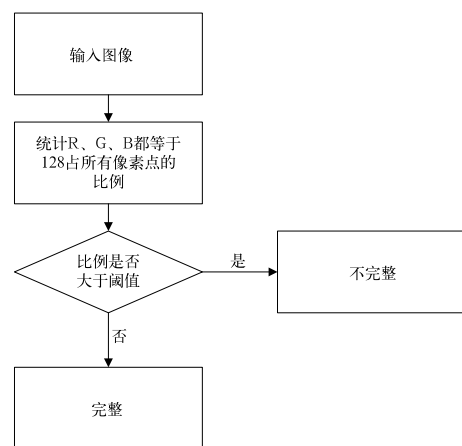 输入图像
统计R、G、B都等于
128占所有像素点的
比例
比例是否
大于阈值
是
不完整
否
完整